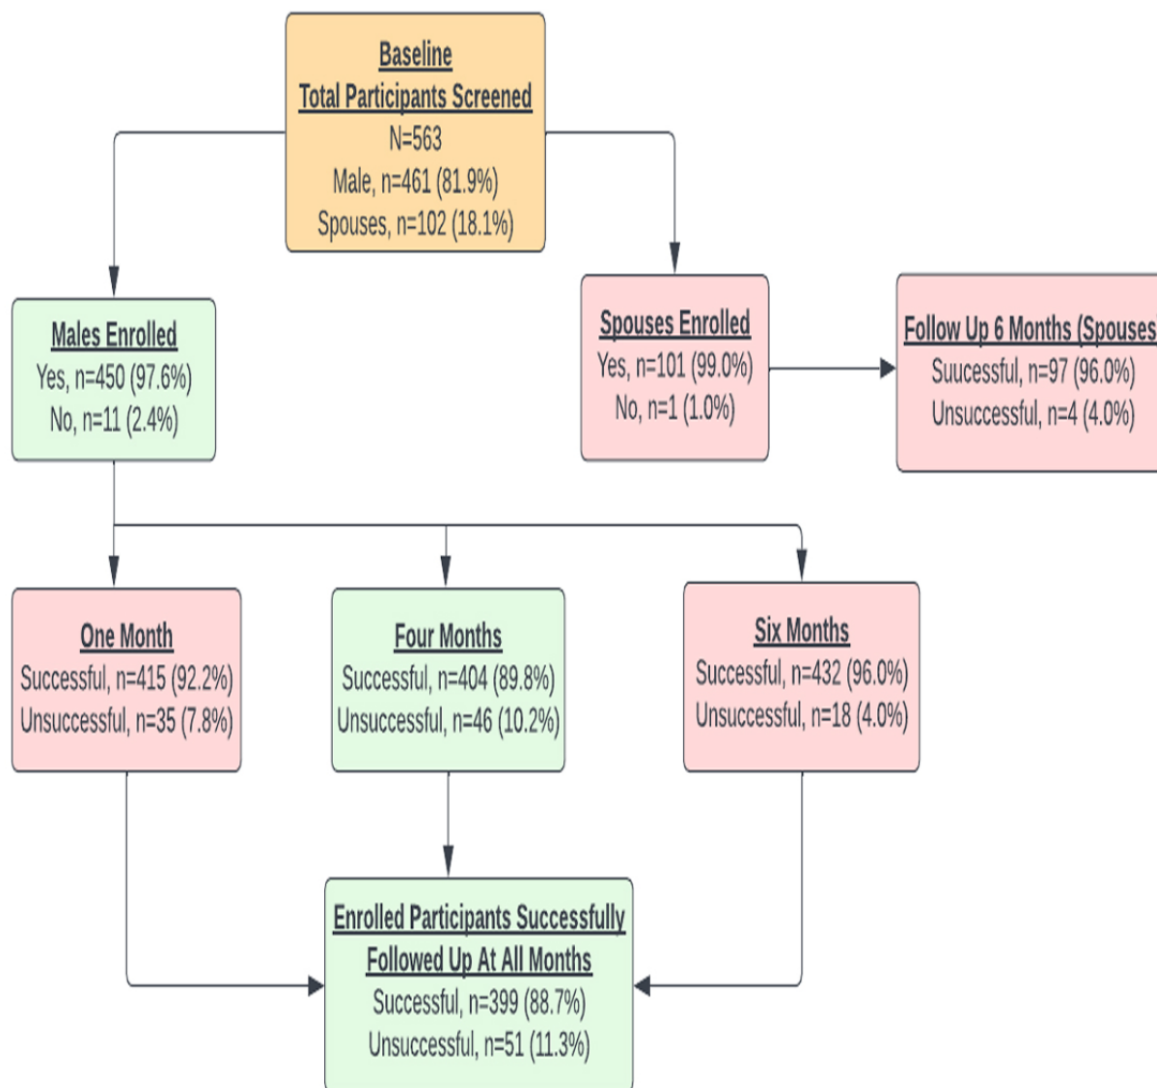 Baseline
Total Participants Screened
N=563
Male, n=461 (81.9%)
Spouses, n=102 (18.1%)
Males Enrolled
Yes, n=450 (97.6%)
No, n=11 (2.4%)
Spouses Enrolled
Yes, n=101 (99.0%)
No, n=1 (1.0%)
Follow Up 6 Months (Spouses)
Suucessful, n=97 (96.0%)
Unsuccessful, n=4 (4.0%)
One Month
Successful, n=415 (92.2%)
Unsuccessful, n=35 (7.8%)
Four Months
Successful, n=404 (89.8%)
Unsuccessful, n=46 (10.2%)
Six Months
Successful, n=432 (96.0%)
Unsuccessful, n=18 (4.0%)
Enrolled Participants Successfully
Followed Up At All Months
Successful, n=399 (88.7%)
Unsuccessful, n=51 (11.3%)